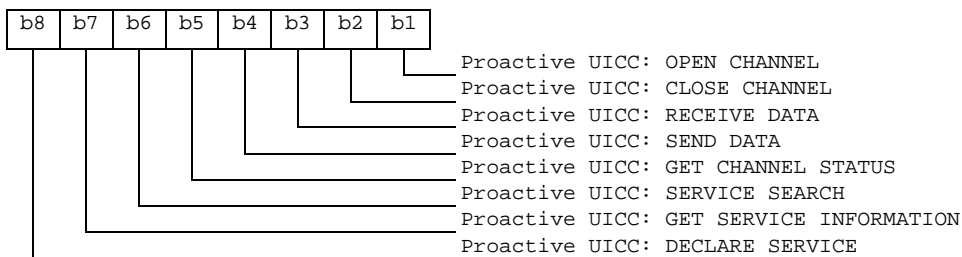 b8 b7 b6 b5 b4 b3 b2 b1
Proactive UICC: OPEN CHANNEL
Proactive UICC: CLOSE CHANNEL
Proactive UICC: RECEIVE DATA
Proactive UICC: SEND DATA
Proactive UICC: GET CHANNEL STATUS
Proactive UICC: SERVICE SEARCH
Proactive UICC: GET SERVICE INFORMATION
Proactive UICC: DECLARE SERVICE